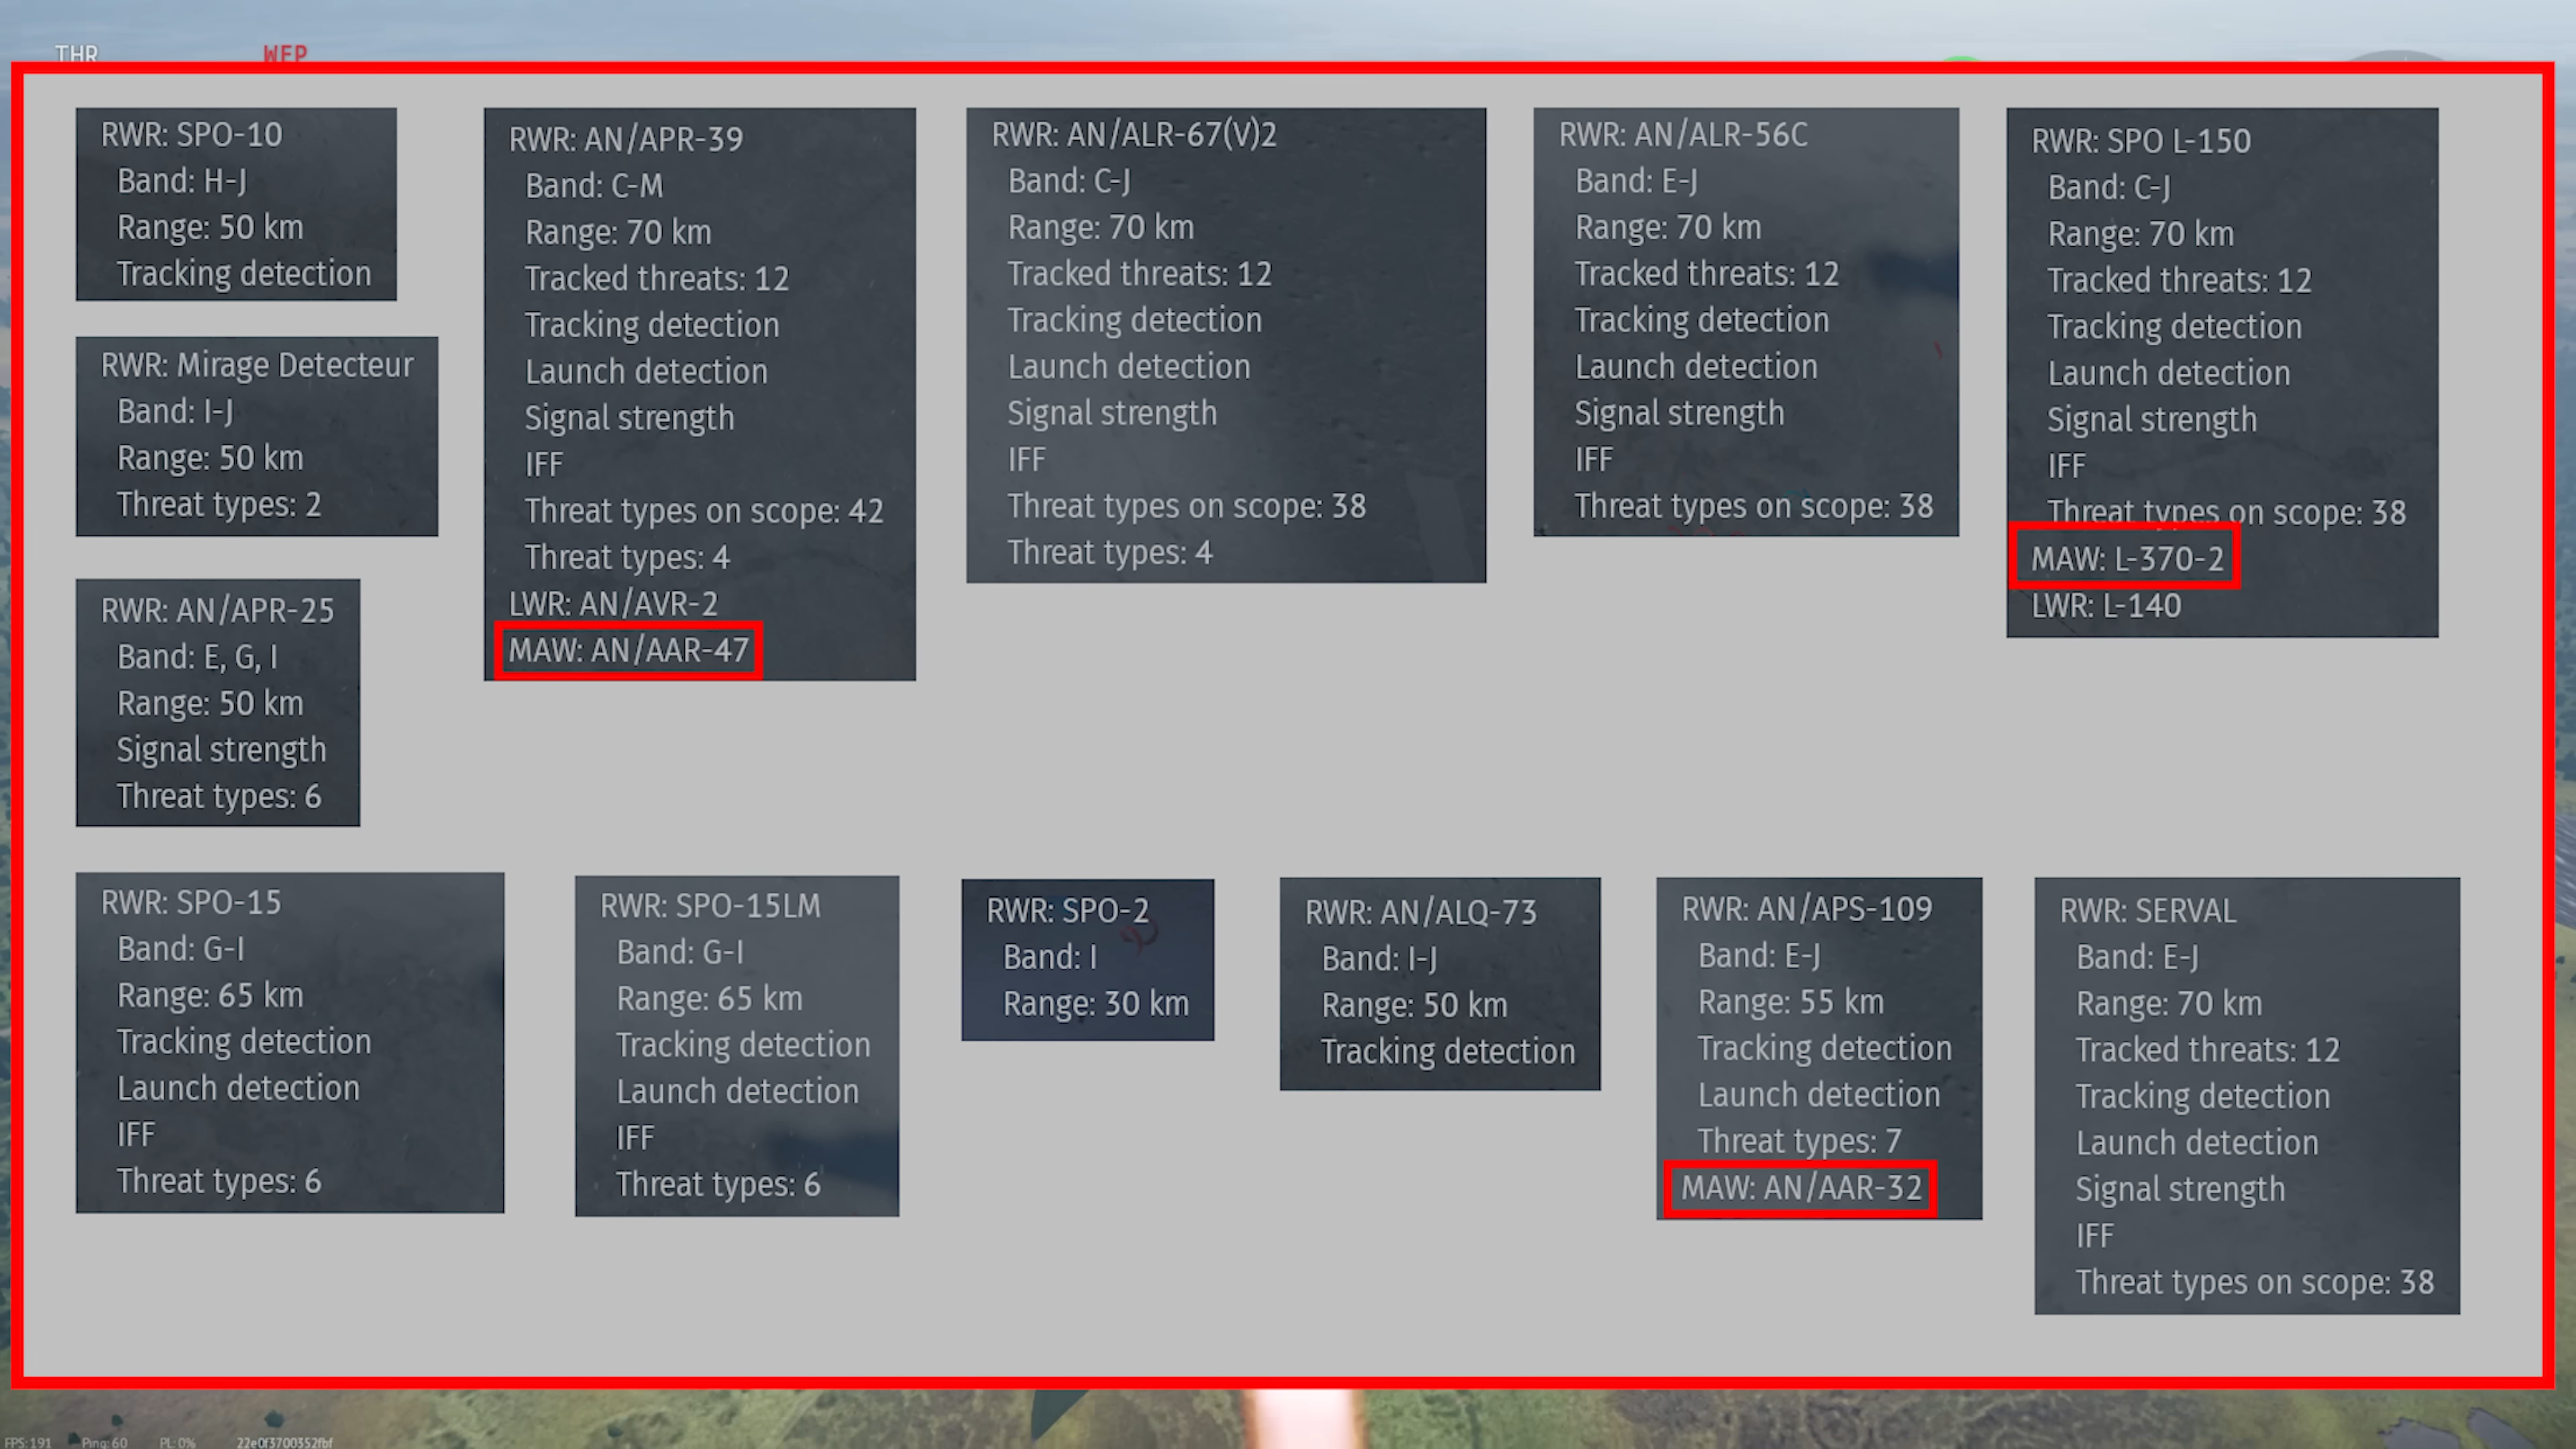 THR
WEP
RWR: SPO-10
Band: H-J
Range: 50 km
Tracking detection
RWR: Mirage Detecteur
Band: I-J
Range: 50 km
Threat types: 2
RWR: AN/APR-25
Band: E, G, I
Range: 50 km
Signal strength
Threat types: 6
RWR: AN/APR-39
Band: C-M
Range: 70 km
Tracked threats: 12
Tracking detection
Launch detection
Signal strength
IFF
Threat types on scope: 42
Threat types: 4
LWR: AN/AVR-2
MAW: AN/AAR-47
RWR: AN/ALR-67(V)2
Band: C-J
Range: 70 km
Tracked threats: 12
Tracking detection
Launch detection
Signal strength
IFF
Threat types on scope: 38
Threat types: 4
RWR: AN/ALR-56C
Band: E-J
Range: 70 km
Tracked threats: 12
Tracking detection
Launch detection
Signal strength
IFF
Threat types on scope: 38
RWR: SPO L-150
Band: C-J
Range: 70 km
Tracked threats: 12
Tracking detection
Launch detection
Signal strength
IFF
Threat types on scope: 38
MAW: L-370-2
LWR: L-140
RWR: SPO-15
Band: G-I
Range: 65 km
Tracking detection
Launch detection
IFF
Threat types: 6
RWR: SPO-15LM
Band: G-I
Range: 65 km
Tracking detection
Launch detection
IFF
Threat types: 6
RWR: SPO-2
Band: I
Range: 30 km
RWR: AN/ALQ-73
Band: I-J
Range: 50 km
Tracking detection
RWR: AN/APS-109
Band: E-J
Range: 55 km
Tracking detection
Launch detection
Threat types: 7
MAW: AN/AAR-32
RWR: SERVAL
Band: E-J
Range: 70 km
Tracked threats: 12
Tracking detection
Launch detection
Signal strength
IFF
Threat types on scope: 38
FPS: 191 Ping: 60 PL: 0% 22e0f3700352fbf